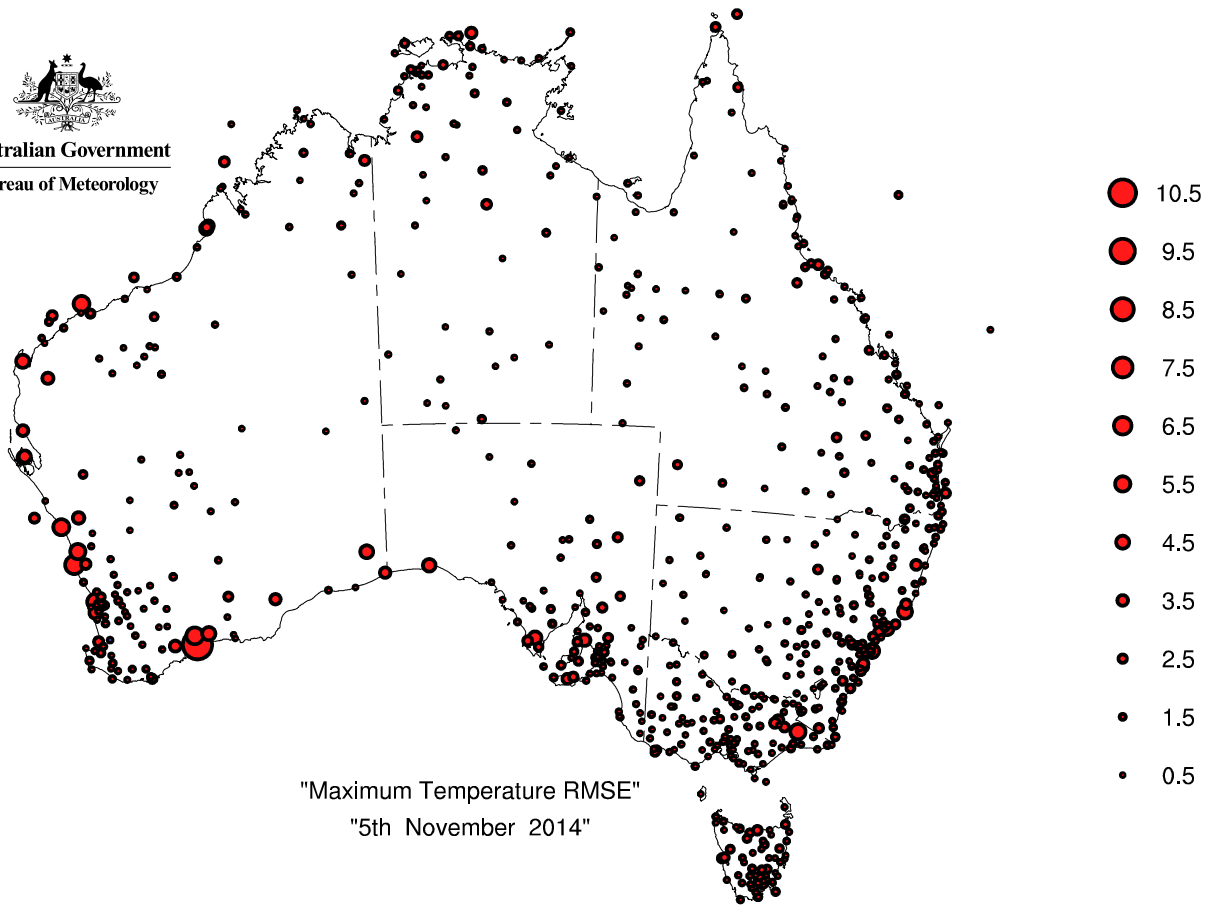 AUSTRALIA
tralian Government
reau of Meteorology
10.5
9.5
8.5
7.5
6.5
5.5
4.5
3.5
2.5
1.5
0.5
"Maximum Temperature RMSE"
"5th November 2014"